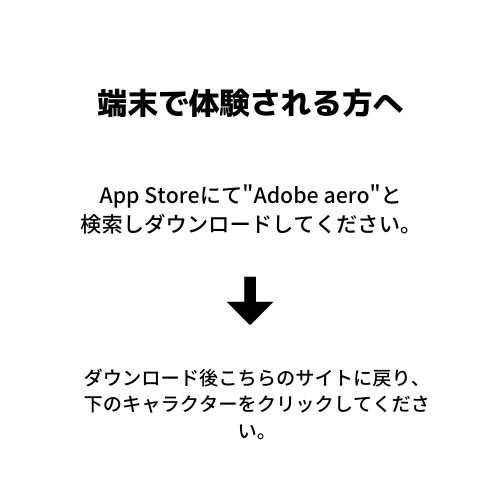 端末で体験される方へ
App Storeにて"Adobe aero"と
検索しダウンロードしてください。
ダウンロード後こちらのサイトに戻り、
下のキャラクターをクリックしてくださ
い。